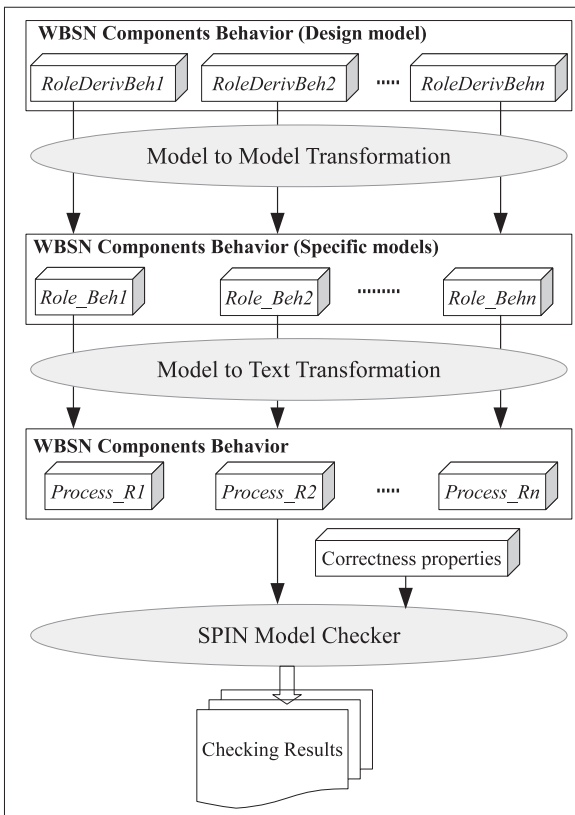 WBSN Components Behavior (Design model)
RoleDerivBeh1 RoleDerivBeh2 ..... RoleDerivBehn
Model to Model Transformation
WBSN Components Behavior (Specific models)
Role_Beh1 Role_Beh2 ......... Role_Behn
Model to Text Transformation
WBSN Components Behavior
Process_R1 Process_R2 ..... Process_Rn
Correctness properties
SPIN Model Checker
Checking Results